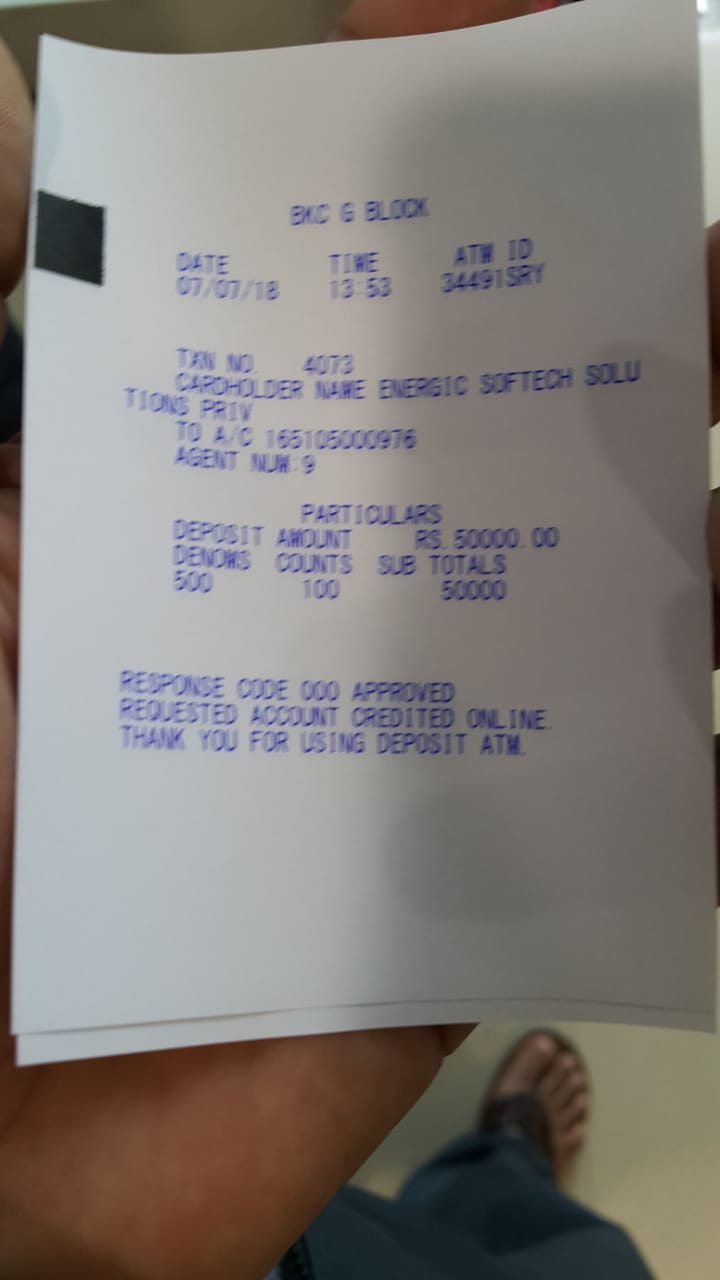 BKC G BLOCK
DATE TIME ATM ID
07/07/18 13:53 34491SRY
TXN NO. 4073
CARDHOLDER NAME ENERGIC SOFTECH SOLU
TIONS PRIV
TO A/C 165105000976
AGENT NUM:9
PARTICULARS
DEPOSIT AMOUNT RS.50000.00
DENOMS COUNTS SUB TOTALS
500 100 50000
RESPONSE CODE 000 APPROVED
REQUESTED ACCOUNT CREDITED ONLINE.
THANK YOU FOR USING DEPOSIT ATM.